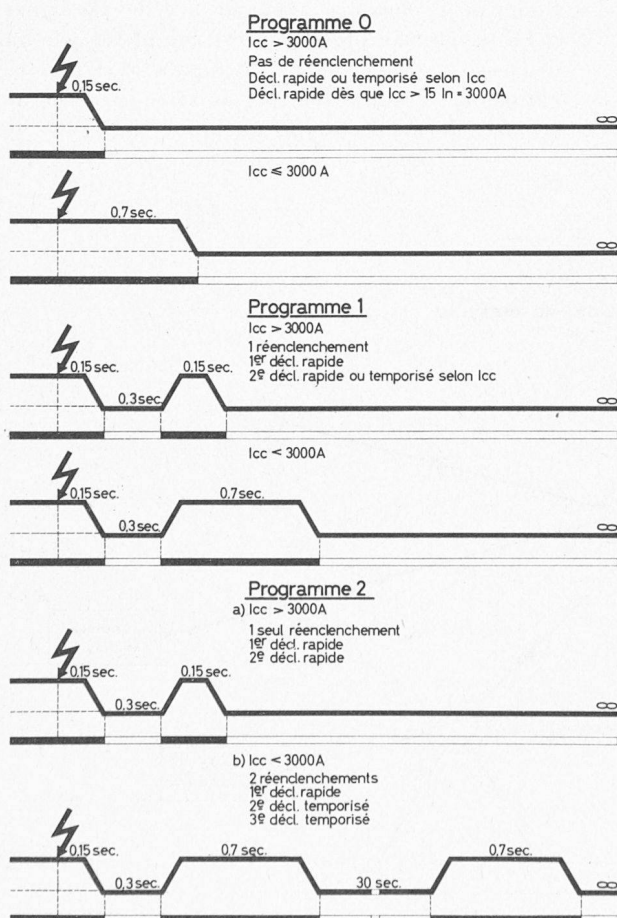 Programme 0
Icc > 3000A
Pas de réenclenchement
Décl. rapide ou temporisé selon Icc
Décl. rapide dès que Icc > 15 In = 3000A
0,15 sec.
∞
Icc ≤ 3000 A
0,7 sec.
∞
Programme 1
Icc > 3000A
1 réenclenchement
1er décl. rapide
2e décl. rapide ou temporisé selon Icc
0,15 sec.
0,3 sec.
0,15 sec.
∞
Icc < 3000A
0,15 sec.
0,3 sec.
0,7 sec.
∞
Programme 2
a) Icc > 3000A
1 seul réenclenchement
1er décl. rapide
2e décl. rapide
0,15 sec.
0,3 sec.
0,15 sec.
∞
b) Icc < 3000A
2 réenclenchements
1er décl. rapide
2e décl. temporisé
3e décl. temporisé
0,15 sec.
0,3 sec.
0,7 sec.
30 sec.
0,7 sec.
∞